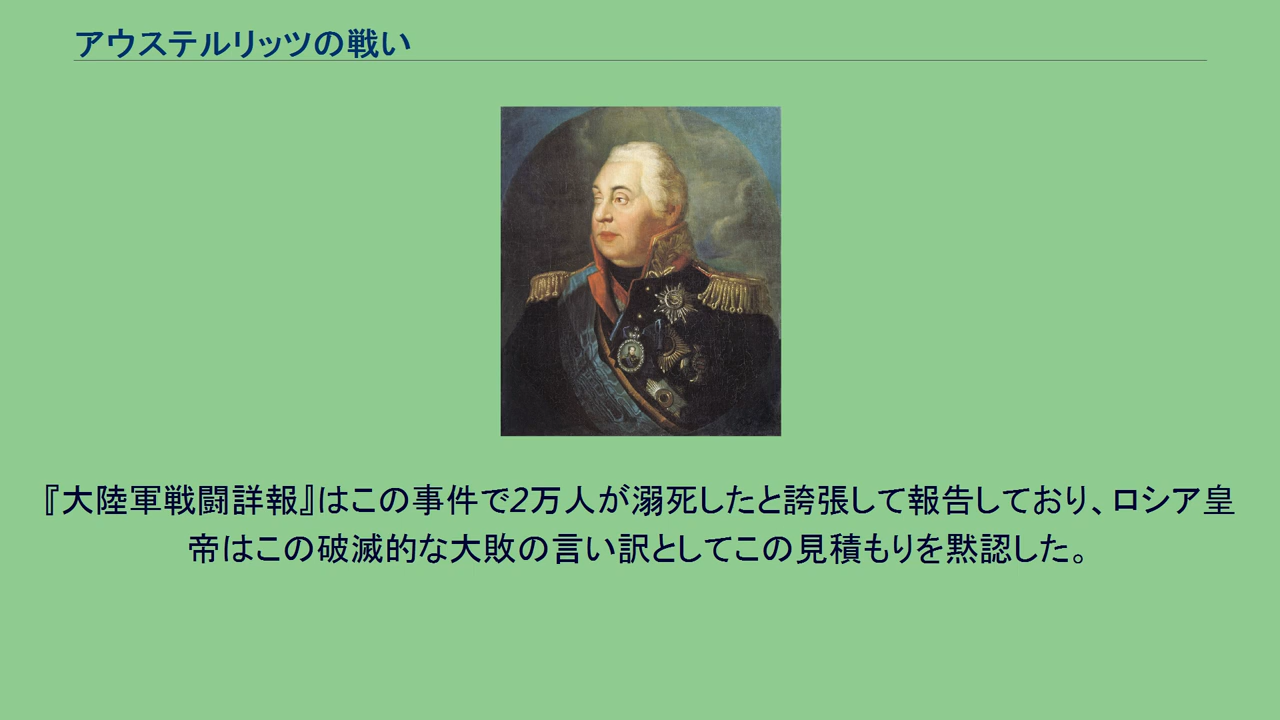 アウステルリッツの戦い
『大陸軍戦闘詳報』はこの事件で2万人が溺死したと誇張して報告しており、ロシア皇
帝はこの破滅的な大敗の言い訳としてこの見積もりを黙認した。